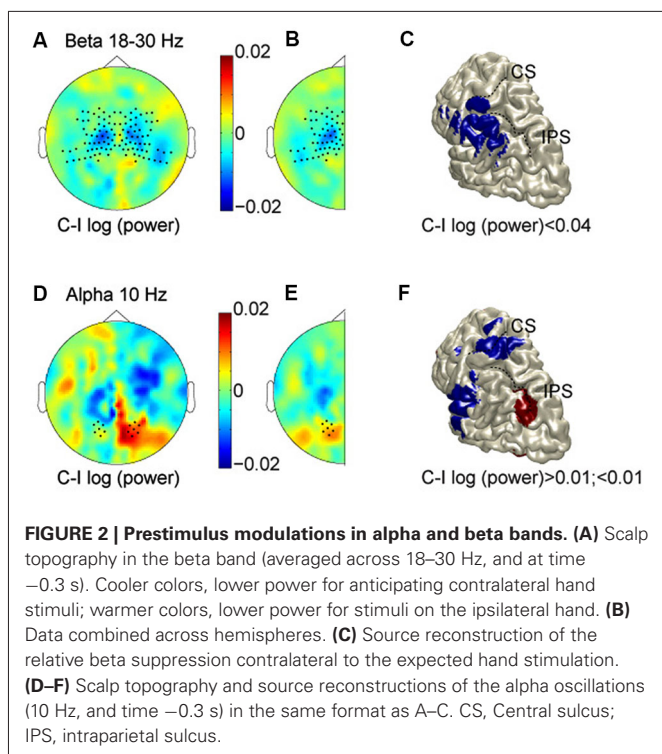 A Beta 18-30 Hz B C
0.02
0
−0.02
CS
IPS
C-I log (power)
C-I log (power)<0.04
D Alpha 10 Hz E F
0.02
0
−0.02
CS
IPS
C-I log (power)
C-I log (power)>0.01;<0.01
FIGURE 2 | Prestimulus modulations in alpha and beta bands. (A) Scalp
topography in the beta band (averaged across 18–30 Hz, and at time
−0.3 s). Cooler colors, lower power for anticipating contralateral hand
stimuli; warmer colors, lower power for stimuli on the ipsilateral hand. (B)
Data combined across hemispheres. (C) Source reconstruction of the
relative beta suppression contralateral to the expected hand stimulation.
(D–F) Scalp topography and source reconstructions of the alpha oscillations
(10 Hz, and time −0.3 s) in the same format as A–C. CS, Central sulcus;
IPS, intraparietal sulcus.